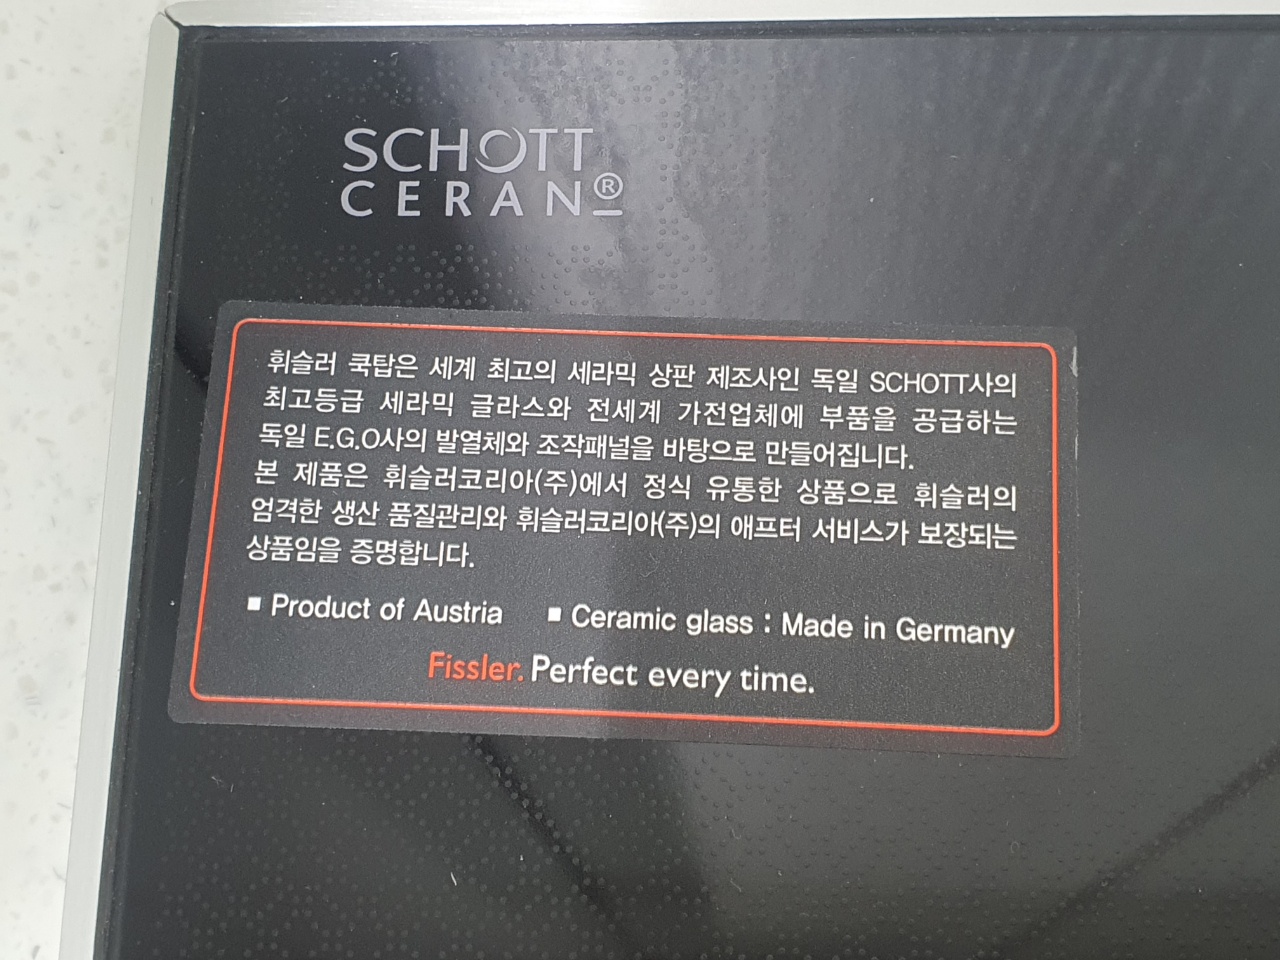 SCHOTT
CERAN®
휘슬러 쿡탑은 세계 최고의 세라믹 상판 제조사인 독일 SCHOTT사의
최고등급 세라믹 글라스와 전세계 가전업체에 부품을 공급하는
독일 E.G.O사의 발열체와 조작패널을 바탕으로 만들어집니다.
본 제품은 휘슬러코리아(주)에서 정식 유통한 상품으로 휘슬러의
엄격한 생산 품질관리와 휘슬러코리아(주)의 애프터 서비스가 보장되는
상품임을 증명합니다.
■ Product of Austria ■ Ceramic glass : Made in Germany
Fissler. Perfect every time.